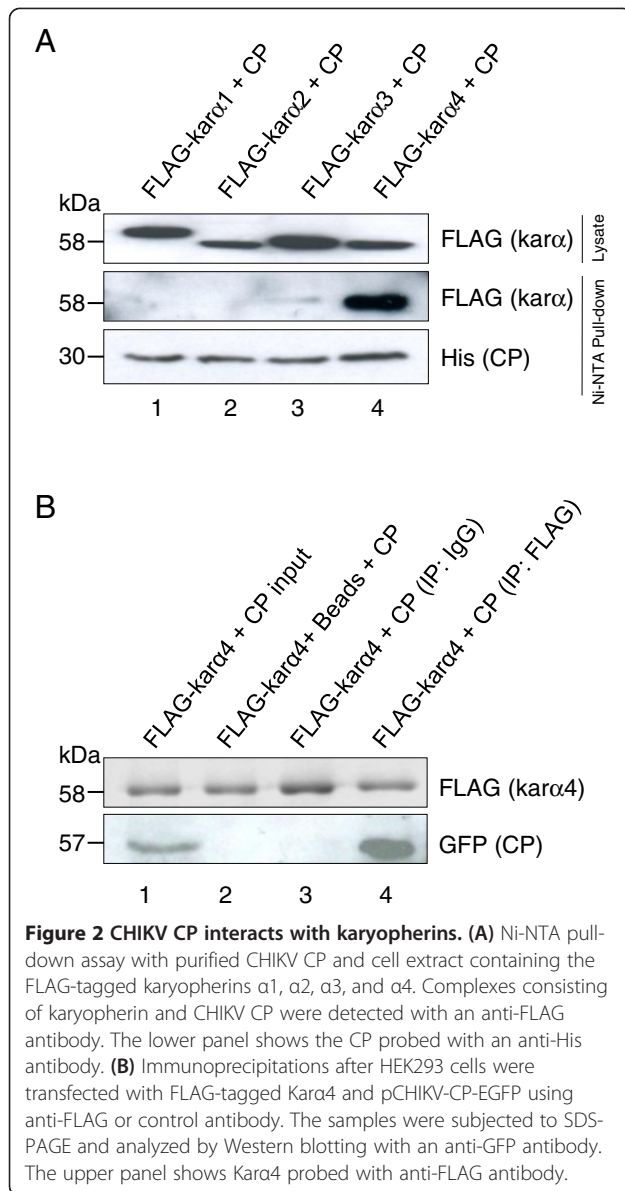 A
FLAG-karα1 + CP
FLAG-karα2 + CP
FLAG-karα3 + CP
FLAG-karα4 + CP
kDa
58
FLAG (karα)
Lysate
58
FLAG (karα)
30
His (CP)
Ni-NTA Pull-down
1 2 3 4
B
FLAG-karα4 + CP input
FLAG-karα4+ Beads + CP
FLAG-karα4 + CP (IP: IgG)
FLAG-karα4 + CP (IP: FLAG)
kDa
58
FLAG (karα4)
57
GFP (CP)
1 2 3 4
Figure 2 CHIKV CP interacts with karyopherins. (A) Ni-NTA pull-
down assay with purified CHIKV CP and cell extract containing the
FLAG-tagged karyopherins α1, α2, α3, and α4. Complexes consisting
of karyopherin and CHIKV CP were detected with an anti-FLAG
antibody. The lower panel shows the CP probed with an anti-His
antibody. (B) Immunoprecipitations after HEK293 cells were
transfected with FLAG-tagged Karα4 and pCHIKV-CP-EGFP using
anti-FLAG or control antibody. The samples were subjected to SDS-
PAGE and analyzed by Western blotting with an anti-GFP antibody.
The upper panel shows Karα4 probed with anti-FLAG antibody.